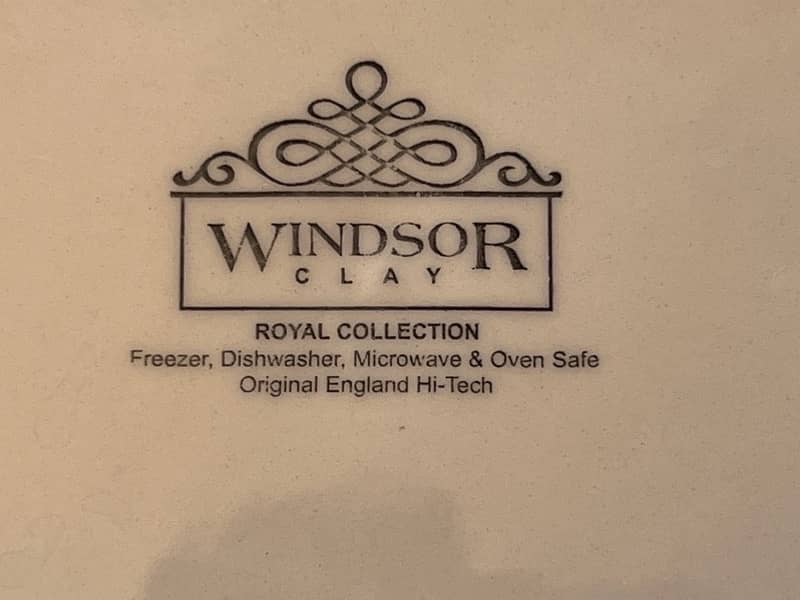 WINDSOR
CLAY
ROYAL COLLECTION
Freezer, Dishwasher, Microwave & Oven Safe
Original England Hi-Tech